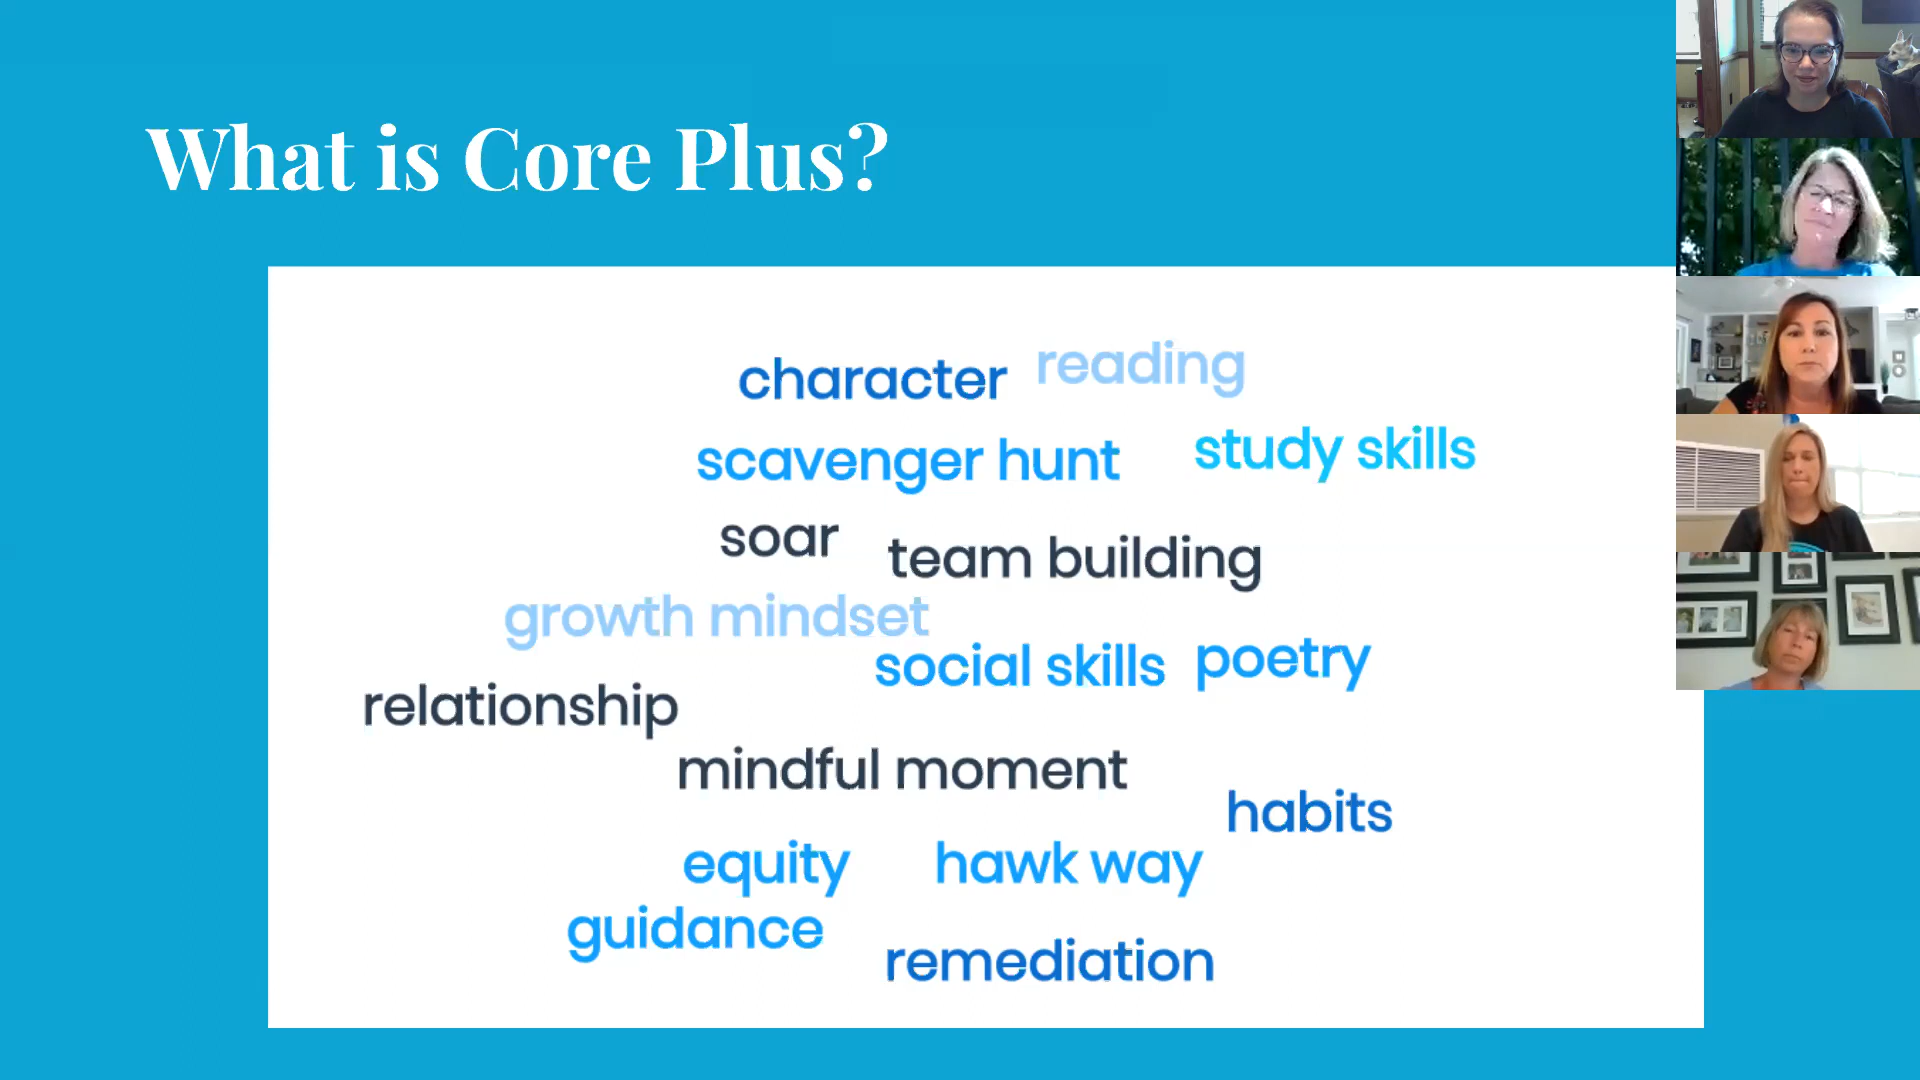 What is Core Plus?
character reading
scavenger hunt study skills
soar team building
growth mindset
social skills poetry
relationship
mindful moment
habits
equity hawk way
guidance
remediation